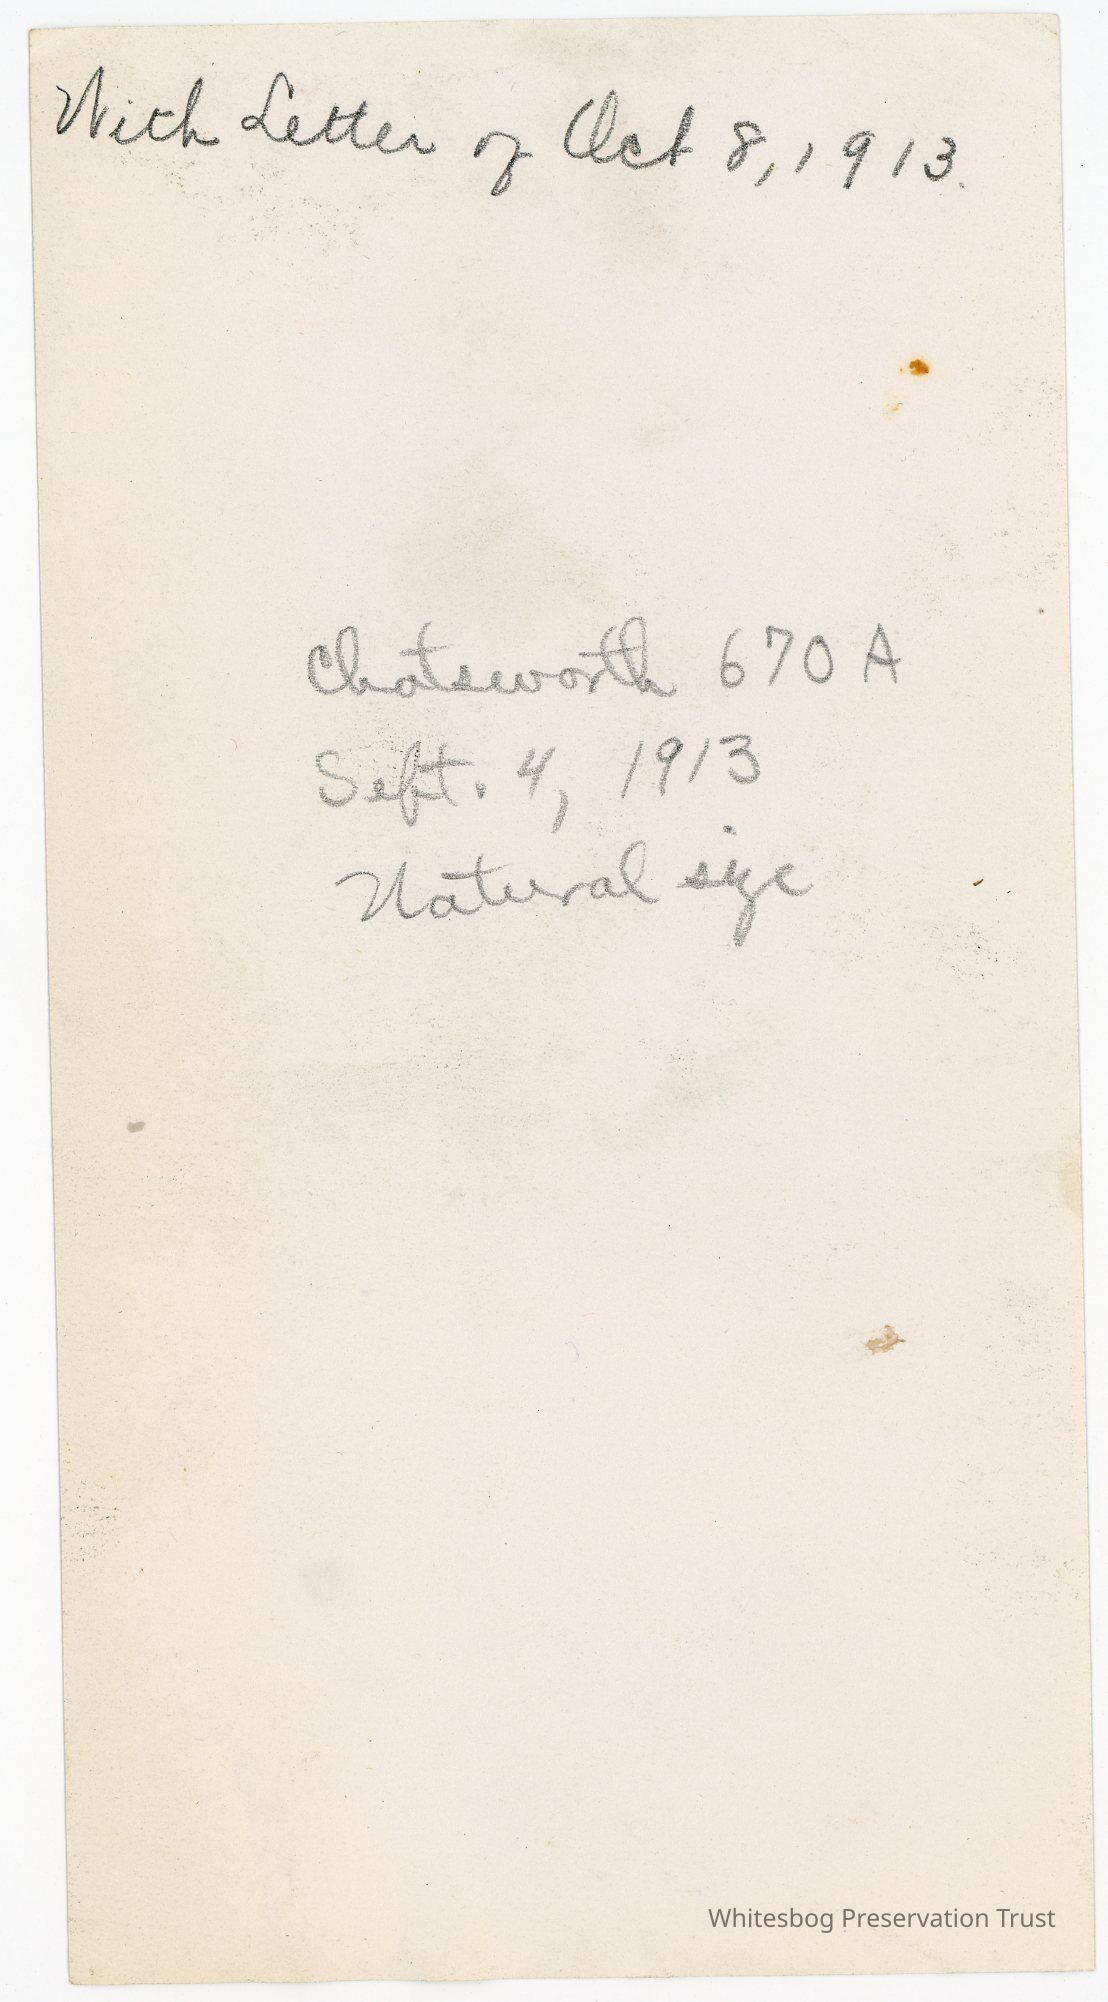 With Letter of Oct 8, 1913.
Chatsworth 670 A
Sept. 4, 1913
Natural size
Whitesbog Preservation Trust